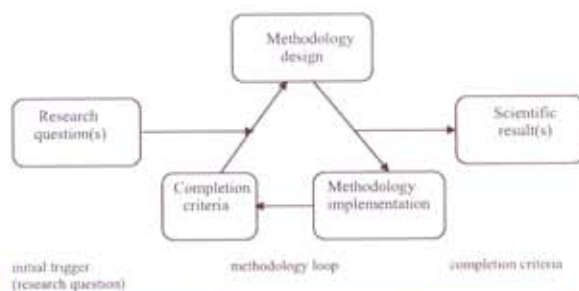 Methodology
design
Research
question(s)
Scientific
result(s)
Completion
criteria
Methodology
implementation
initial trigger
(research question)
methodology loop
completion criteria